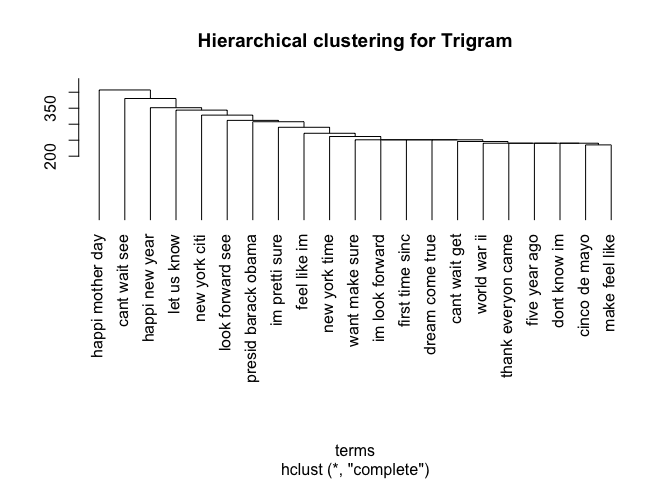 Hierarchical clustering for Trigram
350
200
happi mother day
cant wait see
happi new year
let us know
new york citi
look forward see
presid barack obama
im pretti sure
feel like im
new york time
want make sure
im look forward
first time sinc
dream come true
cant wait get
world war ii
thank everyon came
five year ago
dont know im
cinco de mayo
make feel like
terms
hclust (*, "complete")